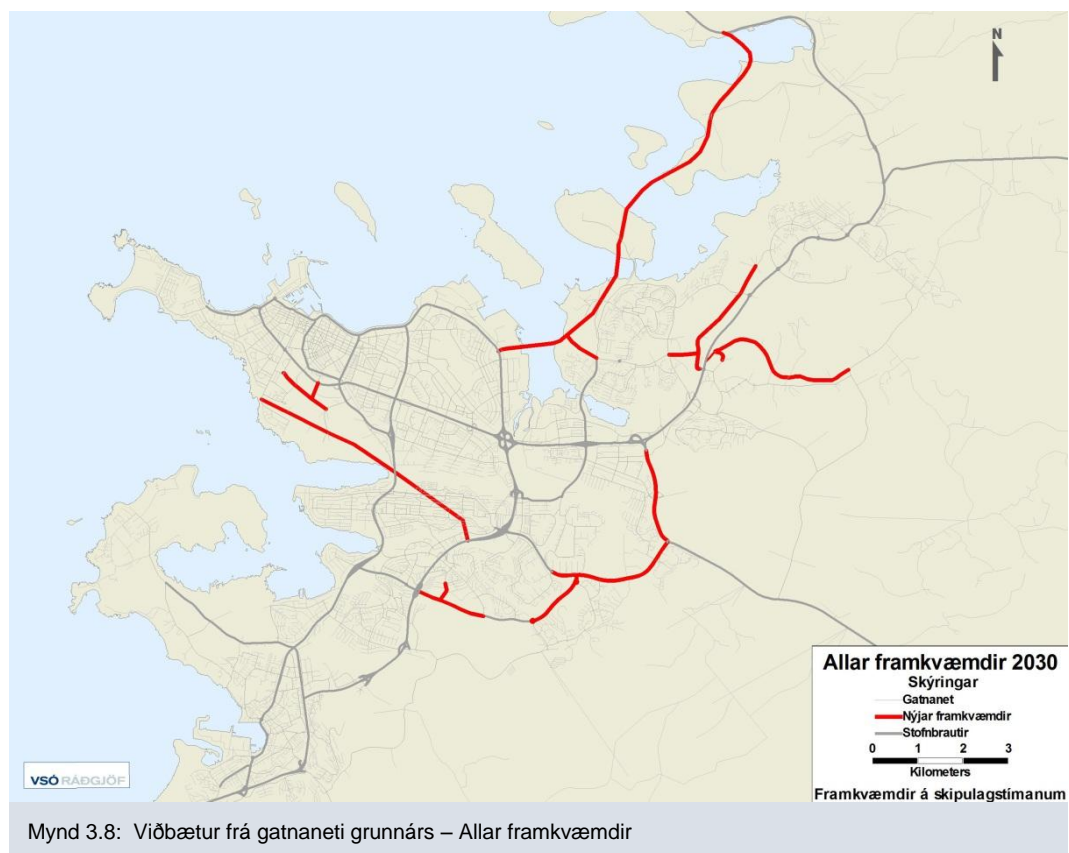 N
Allar framkvæmdir 2030
Skýringar
Gatnanet
Nýjar framkvæmdir
Stofnbrautir
0 1 2 3
Kilometers
Framkvæmdir á skipulagstímanum
VSÓ RÁÐGJÖF
Mynd 3.8: Viðbætur frá gatnaneti grunnárs – Allar framkvæmdir